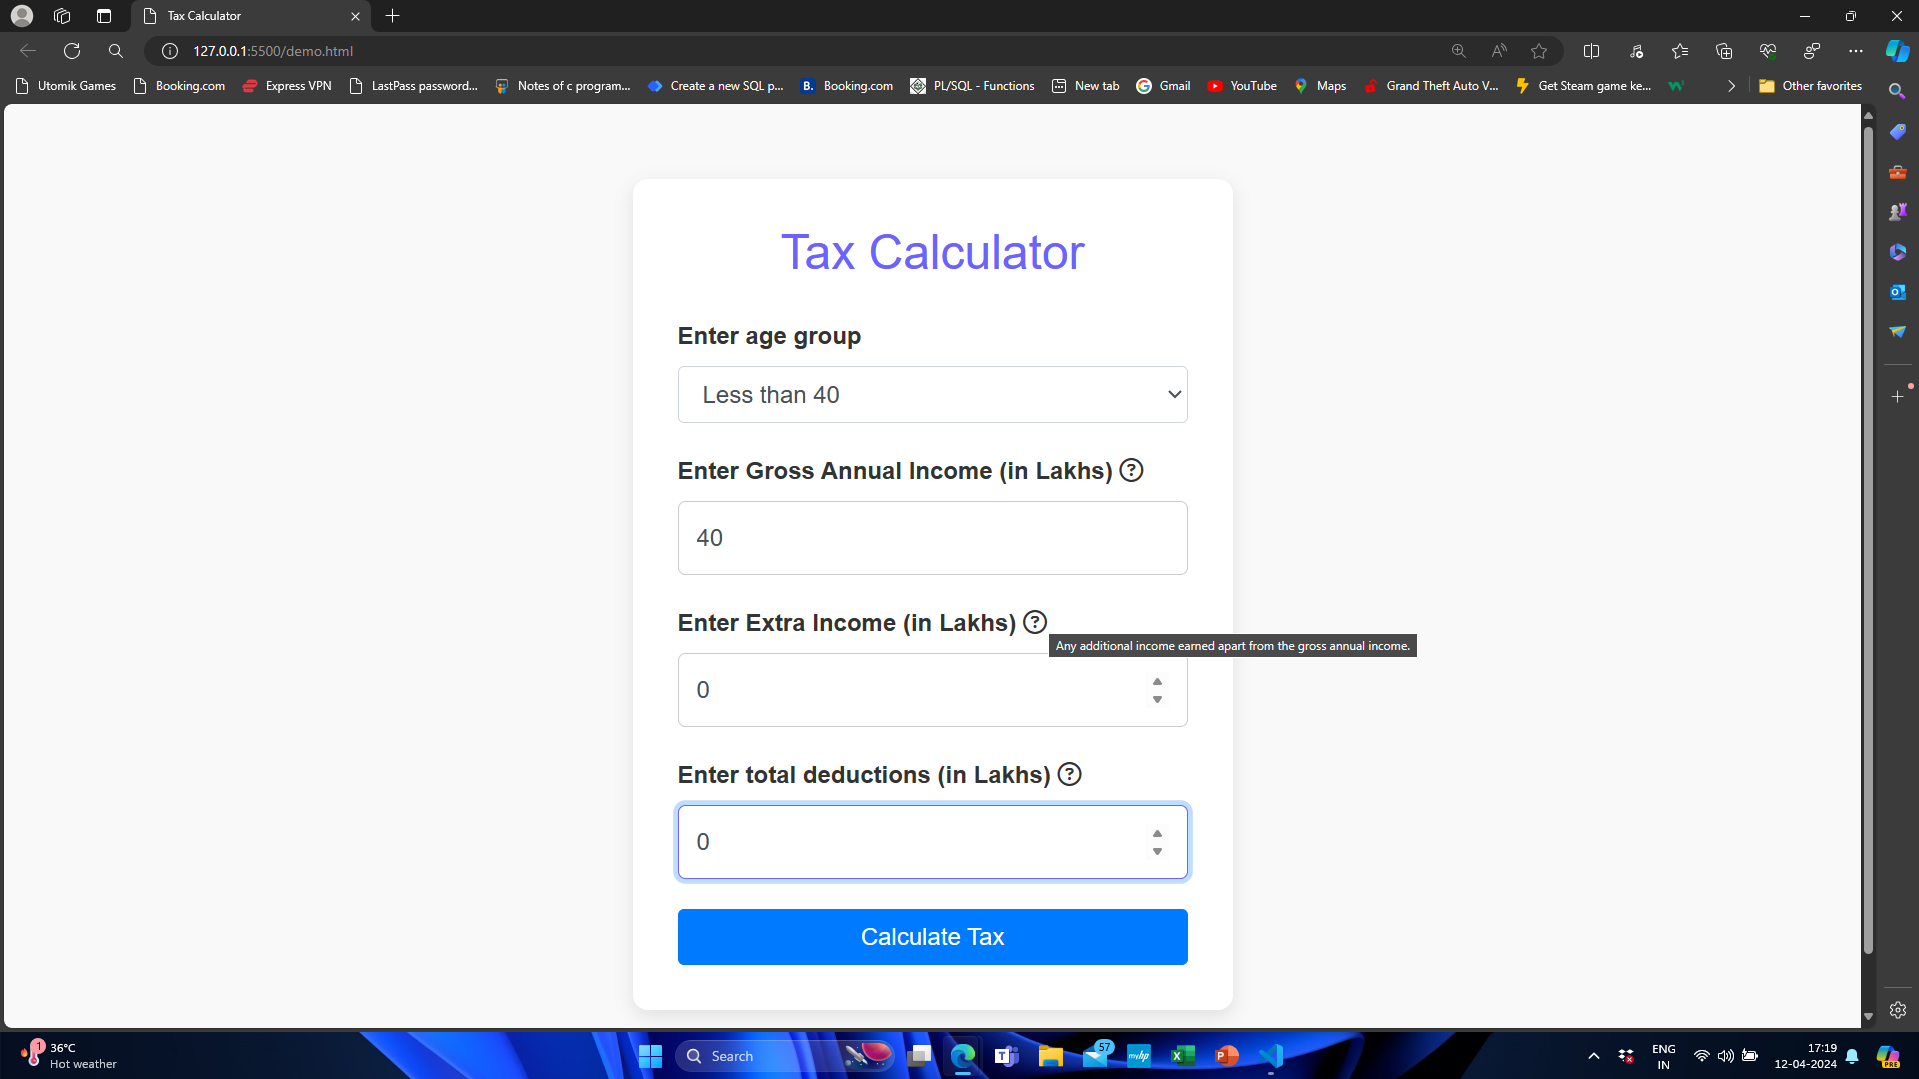 Tax Calculator
127.0.0.1:5500/demo.html
Utomik Games
Booking.com
Express VPN
LastPass password...
Notes of c program...
Create a new SQL p...
B.
Booking.com
PL/SQL - Functions
New tab
Gmail
YouTube
Maps
Grand Theft Auto V...
Get Steam game ke...
Other favorites
Tax Calculator
Enter age group
Less than 40
Enter Gross Annual Income (in Lakhs) ?
40
Enter Extra Income (in Lakhs) ?
Any additional income earned apart from the gross annual income.
0
Enter total deductions (in Lakhs) ?
0
Calculate Tax
1
36°C
Hot weather
Search
57
myhp
ENG
IN
17:19
12-04-2024
PRE